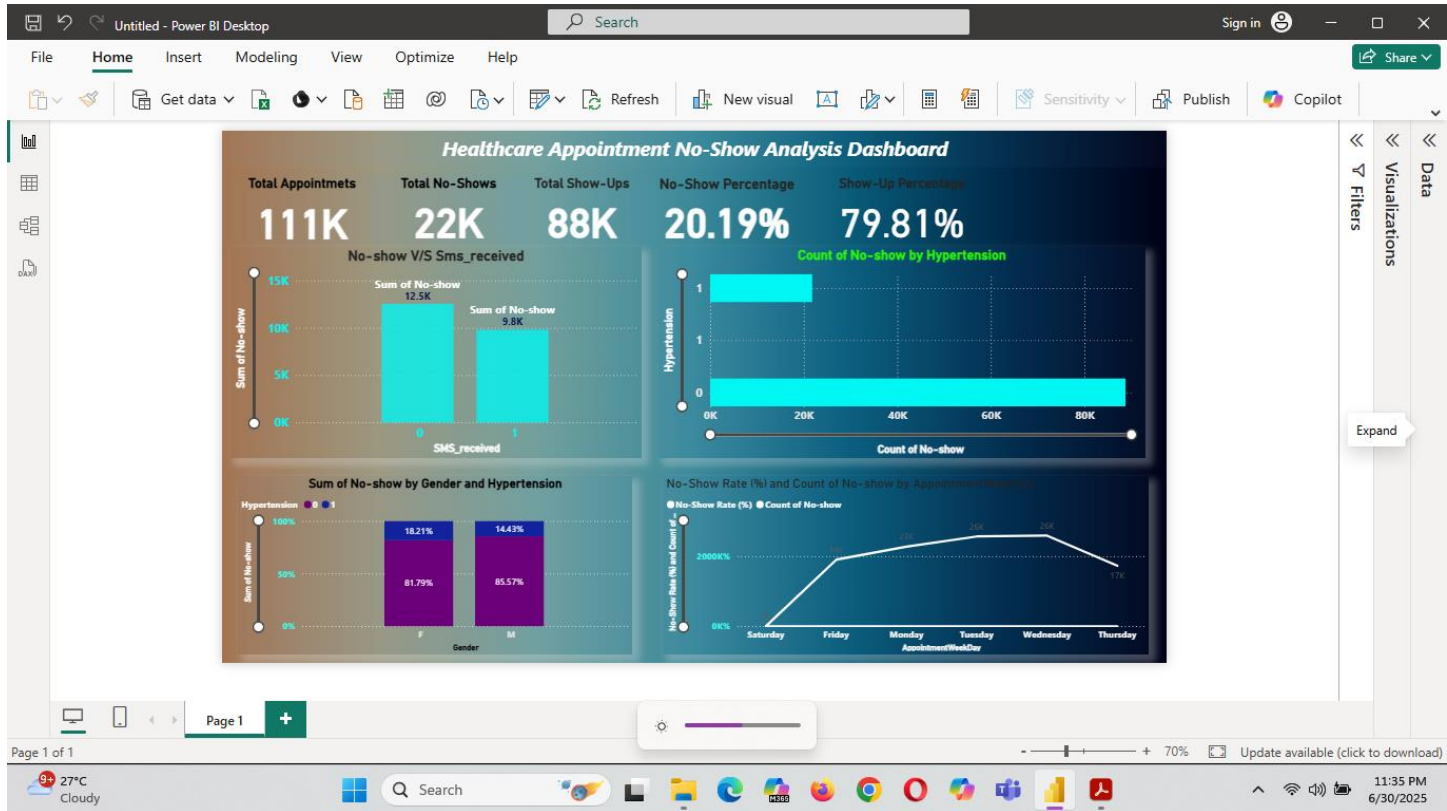 Untitled - Power BI Desktop
Search
Sign in
File Home Insert Modeling View Optimize Help
Share
Get data
Refresh
New visual
Sensitivity
Publish
Copilot
Healthcare Appointment No-Show Analysis Dashboard
Total Appointmets Total No-Shows Total Show-Ups No-Show Percentage Show-Up Percentage
111K 22K 88K 20.19% 79.81%
No-show V/S Sms_received
Sum of No-show
15K
10K
5K
0K
Sum of No-show
12.5K
Sum of No-show
9.8K
0 1
SMS_received
Count of No-show by Hypertension
Hypertension
1
1
0
0K 20K 40K 60K 80K
Count of No-show
Sum of No-show by Gender and Hypertension
Hypertension 0 1
Sum of No-show
100%
50%
0%
18.21% 14.43%
81.79% 85.57%
F M
Gender
No-Show Rate (%) and Count of No-show by
No-Show Rate (%) Count of No-show
No-Show Rate (%) and Count of ...
2000K%
0K%
26K 26K
17K
Saturday Friday Monday Tuesday Wednesday Thursday
AppointmentWeekDay
Filters
Visualizations
Data
Expand
Page 1
Page 1 of 1
70%
Update available (click to download)
9+
27°C
Cloudy
Search
M365
11:35 PM
6/30/2025